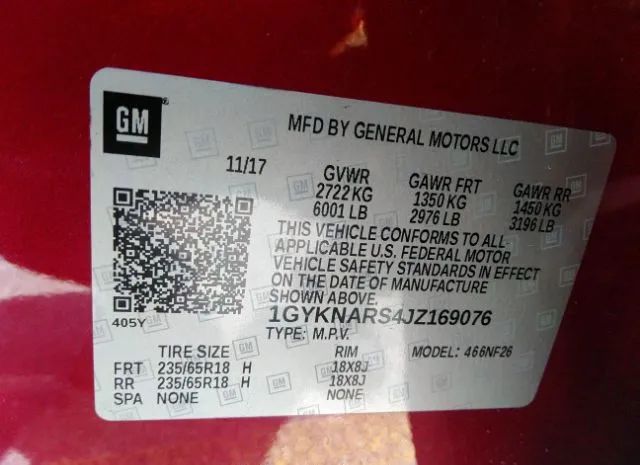 GM
MFD BY GENERAL MOTORS LLC
11/17
GVWR GAWR FRT GAWR RR
2722 KG 1350 KG 1450 KG
6001 LB 2976 LB 3196 LB
THIS VEHICLE CONFORMS TO ALL
APPLICABLE U.S. FEDERAL MOTOR
VEHICLE SAFETY STANDARDS IN EFFECT
ON THE DATE OF MANUFACTURE
SHOWN ABOVE.
405Y
1GYKNARS4JZ169076
TYPE: M.P.V.
TIRE SIZE RIM MODEL: 466NF26
FRT 235/65R18 H 18X8J
RR 235/65R18 H 18X8J
SPA NONE NONE